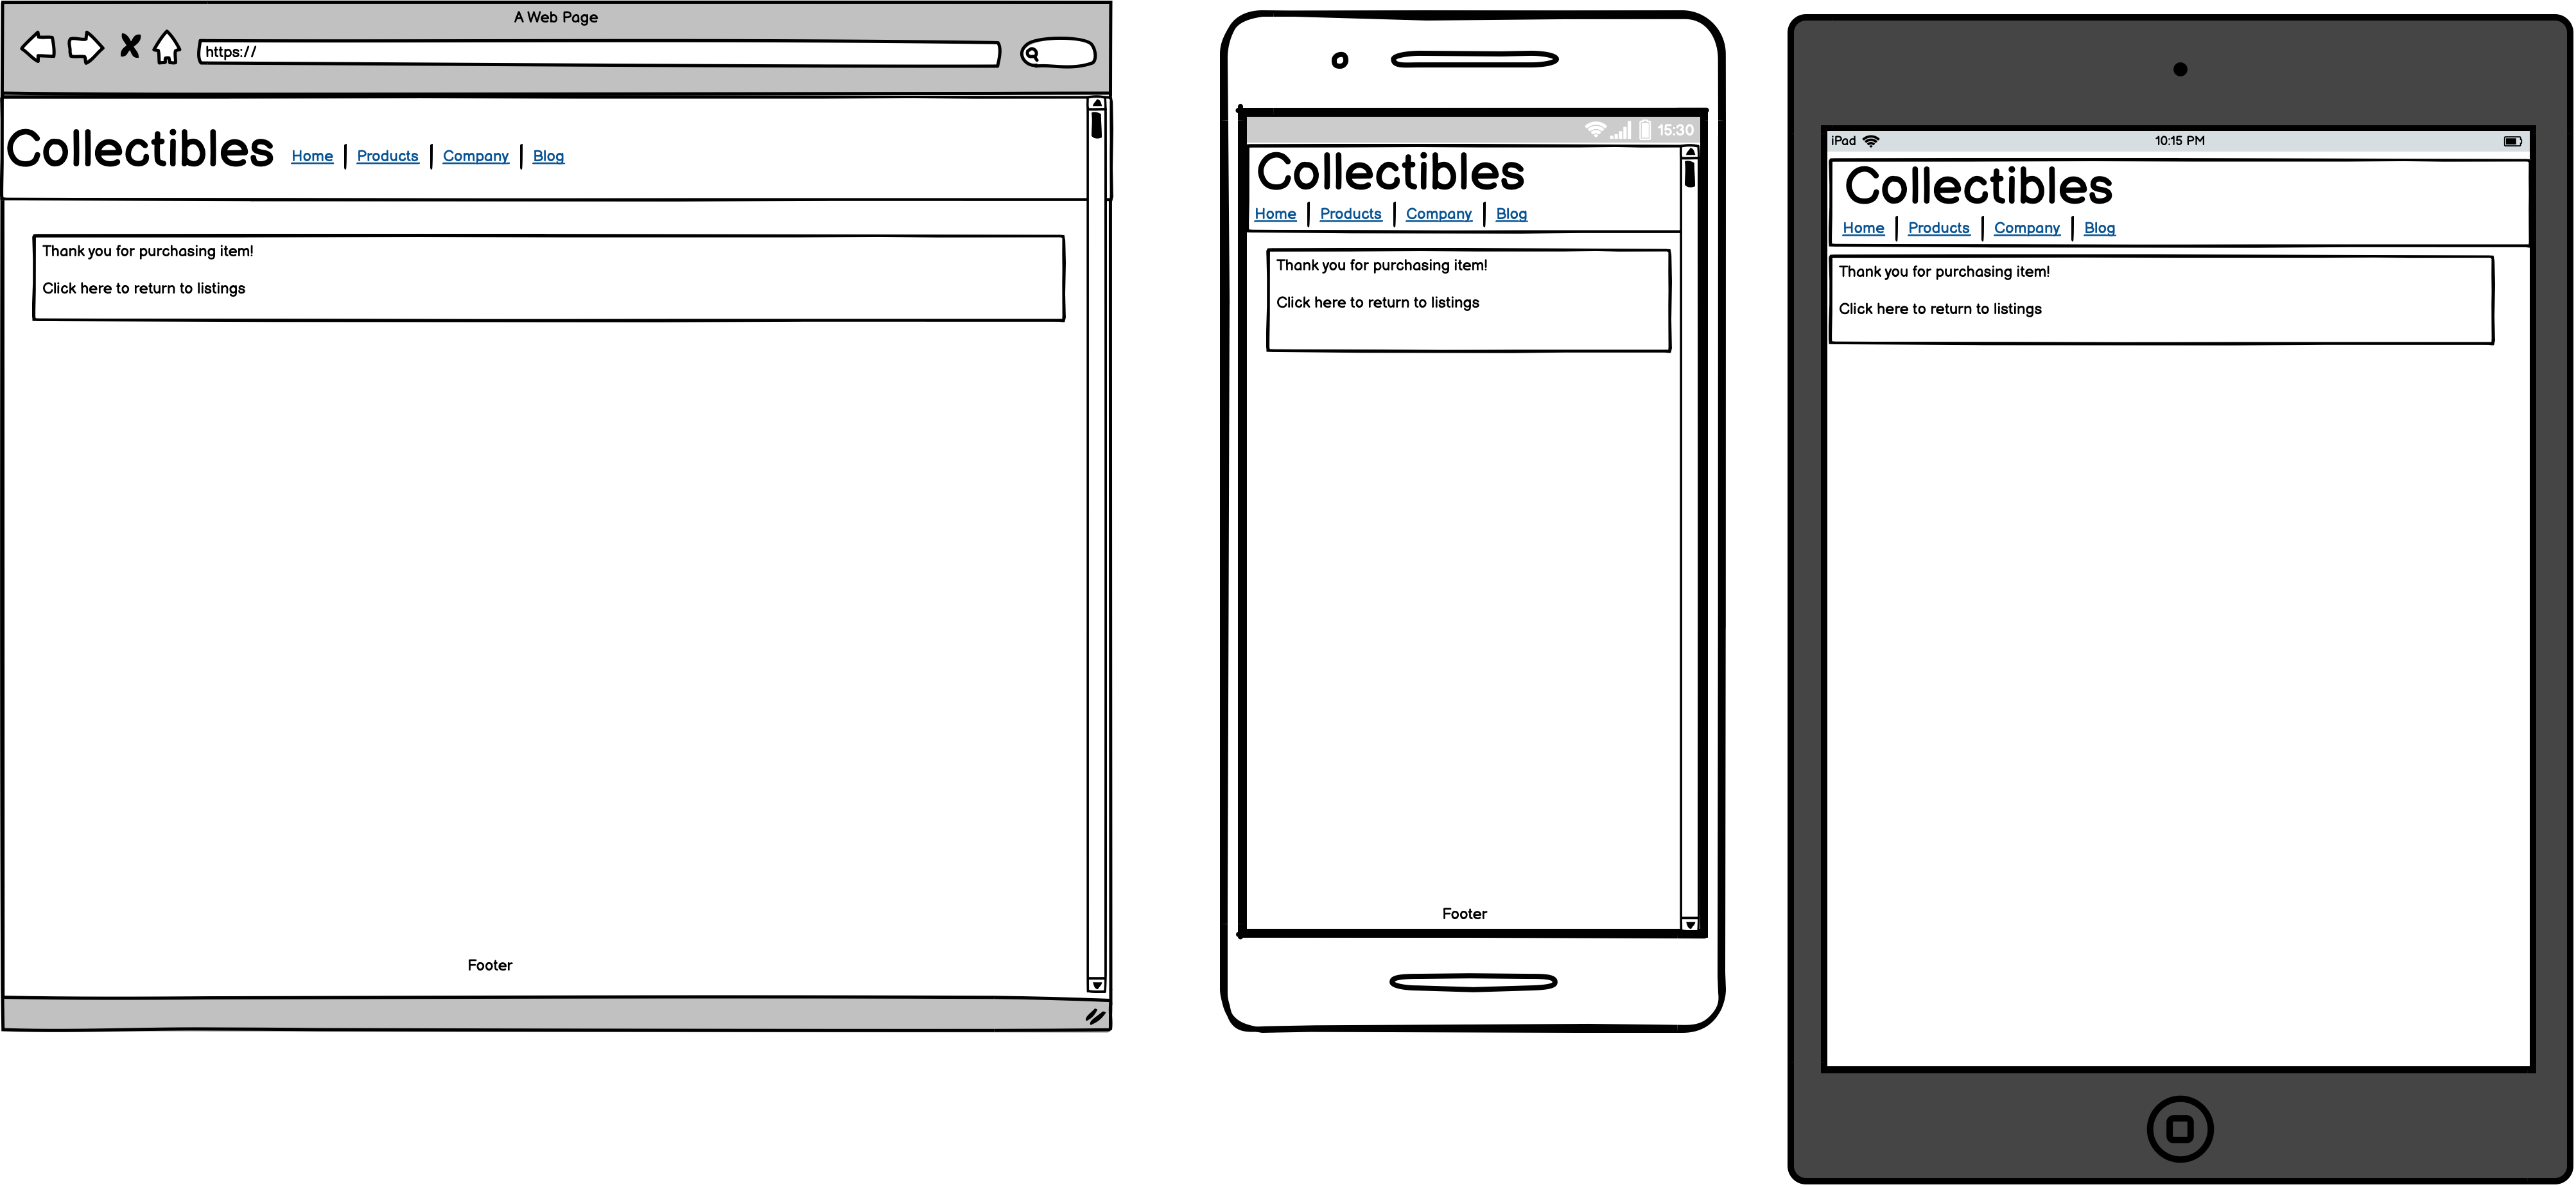 A Web Page
https://
Collectibles Home Products Company Blog
Thank you for purchasing item!
Click here to return to listings
Footer
15:30
Collectibles
Home Products Company Blog
Thank you for purchasing item!
Click here to return to listings
Footer
iPad 10:15 PM
Collectibles
Home Products Company Blog
Thank you for purchasing item!
Click here to return to listings